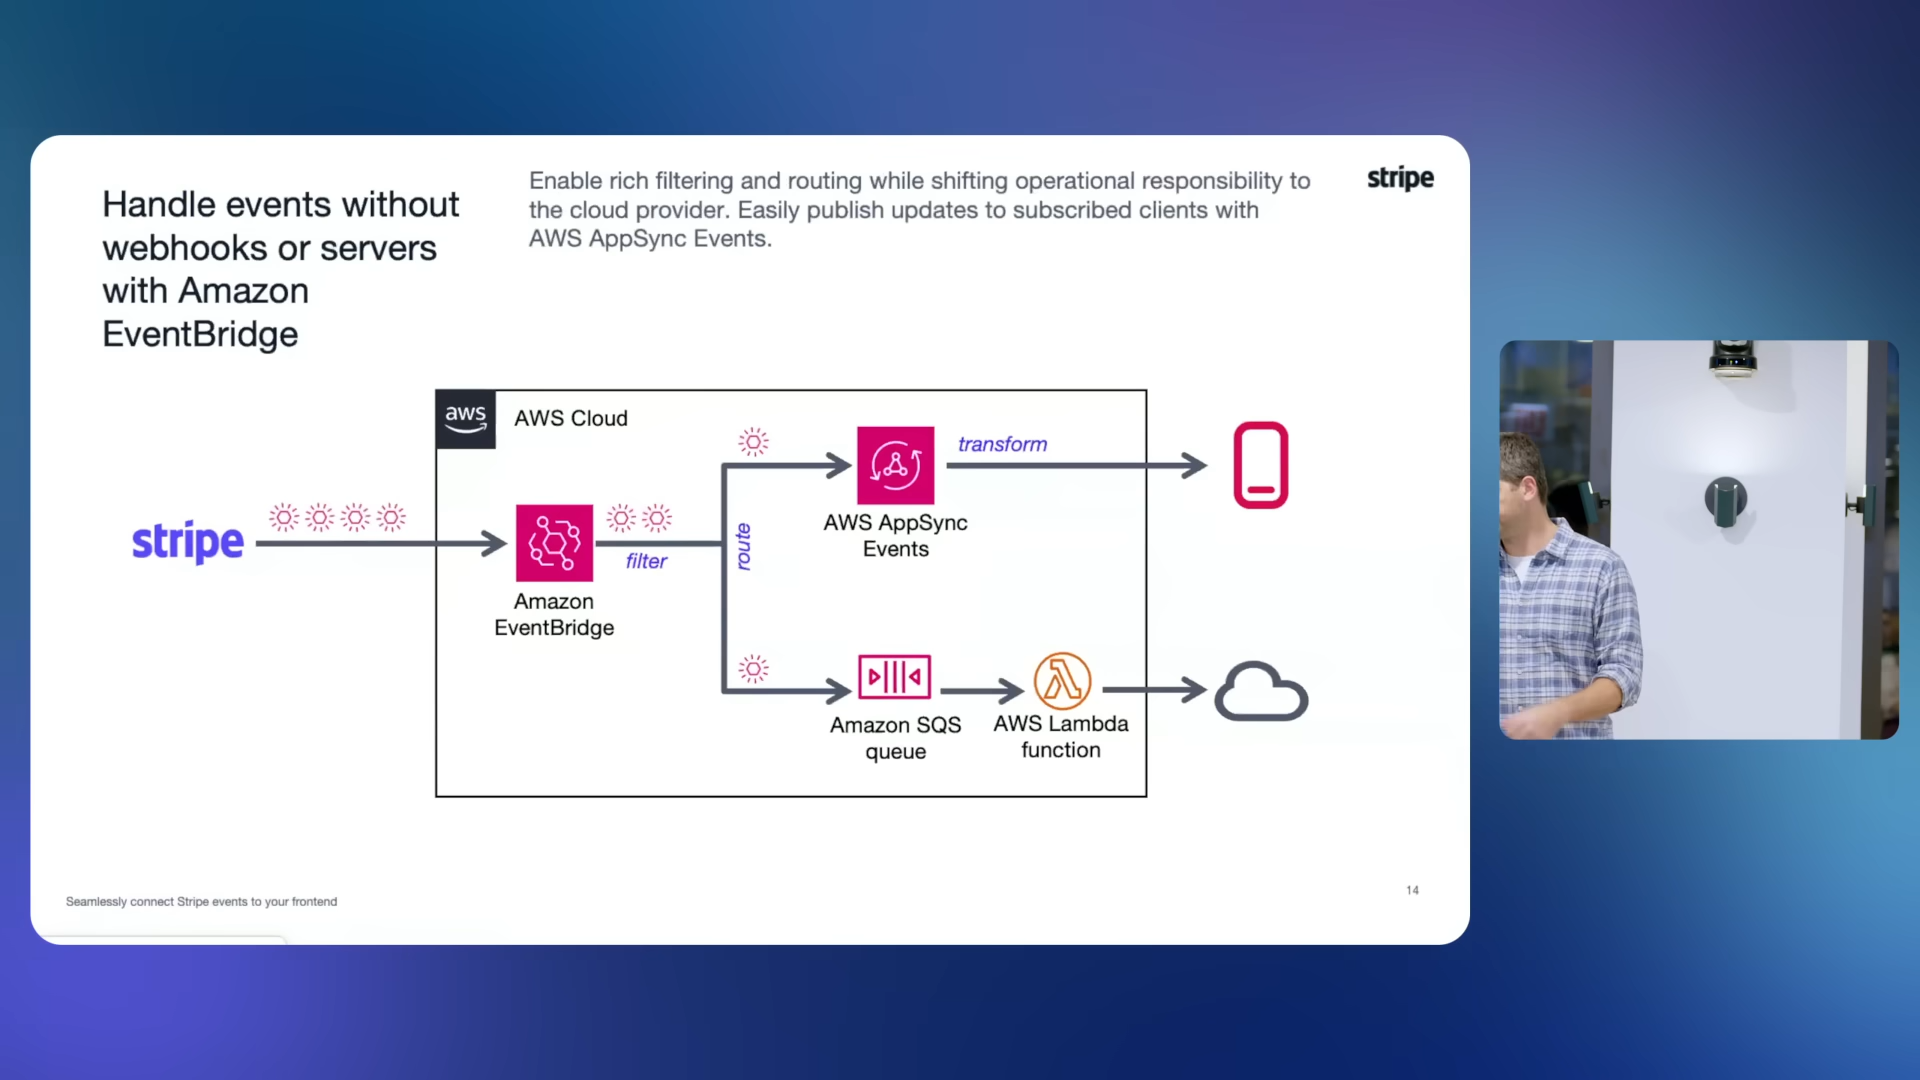 Handle events without
webhooks or servers
with Amazon
EventBridge
Enable rich filtering and routing while shifting operational responsibility to
the cloud provider. Easily publish updates to subscribed clients with
AWS AppSync Events.
stripe
aws
AWS Cloud
stripe
Amazon
EventBridge
filter
route
AWS AppSync
Events
transform
Amazon SQS
queue
AWS Lambda
function
Seamlessly connect Stripe events to your frontend
14